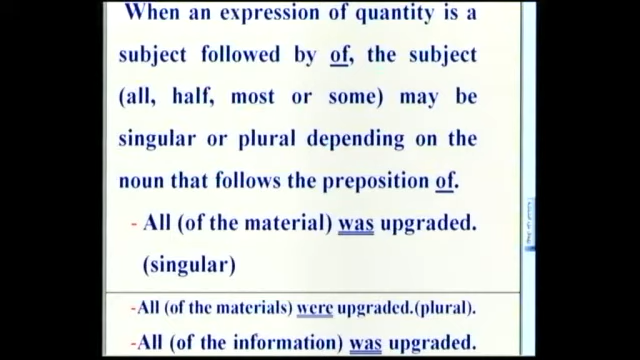 When an expression of quantity is a
subject followed by of, the subject
(all, half, most or some) may be
singular or plural depending on the
noun that follows the preposition of.
- All (of the material) was upgraded.
(singular)
-All (of the materials) were upgraded.(plural).
-All (of the information) was upgraded.